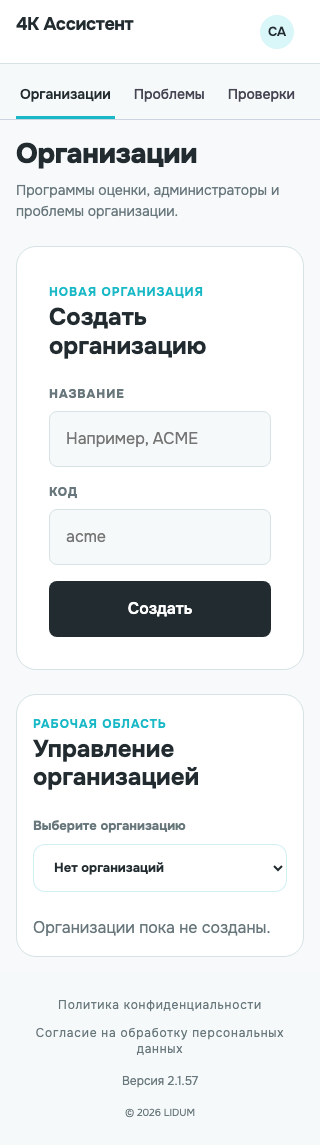 4K Ассистент
CA
Организации
Проблемы
Проверки
Организации
Программы оценки, администраторы и
проблемы организации.
НОВАЯ ОРГАНИЗАЦИЯ
Создать
организацию
НАЗВАНИЕ
Например, ACME
КОД
acme
Создать
РАБОЧАЯ ОБЛАСТЬ
Управление
организацией
Выберите организацию
Нет организаций
Организации пока не созданы.
Политика конфиденциальности
Согласие на обработку персональных
данных
Версия 2.1.57
© 2026 LIDUM